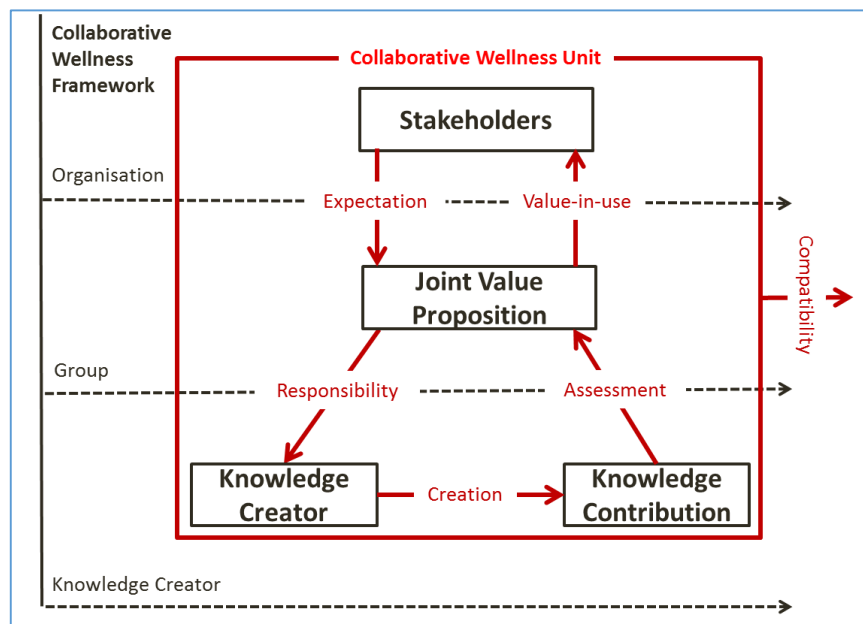 Collaborative
Wellness
Framework
Collaborative Wellness Unit
Stakeholders
Organisation
Expectation
Value-in-use
Compatibility
Joint Value
Proposition
Group
Responsibility
Assessment
Knowledge
Creator
Creation
Knowledge
Contribution
Knowledge Creator